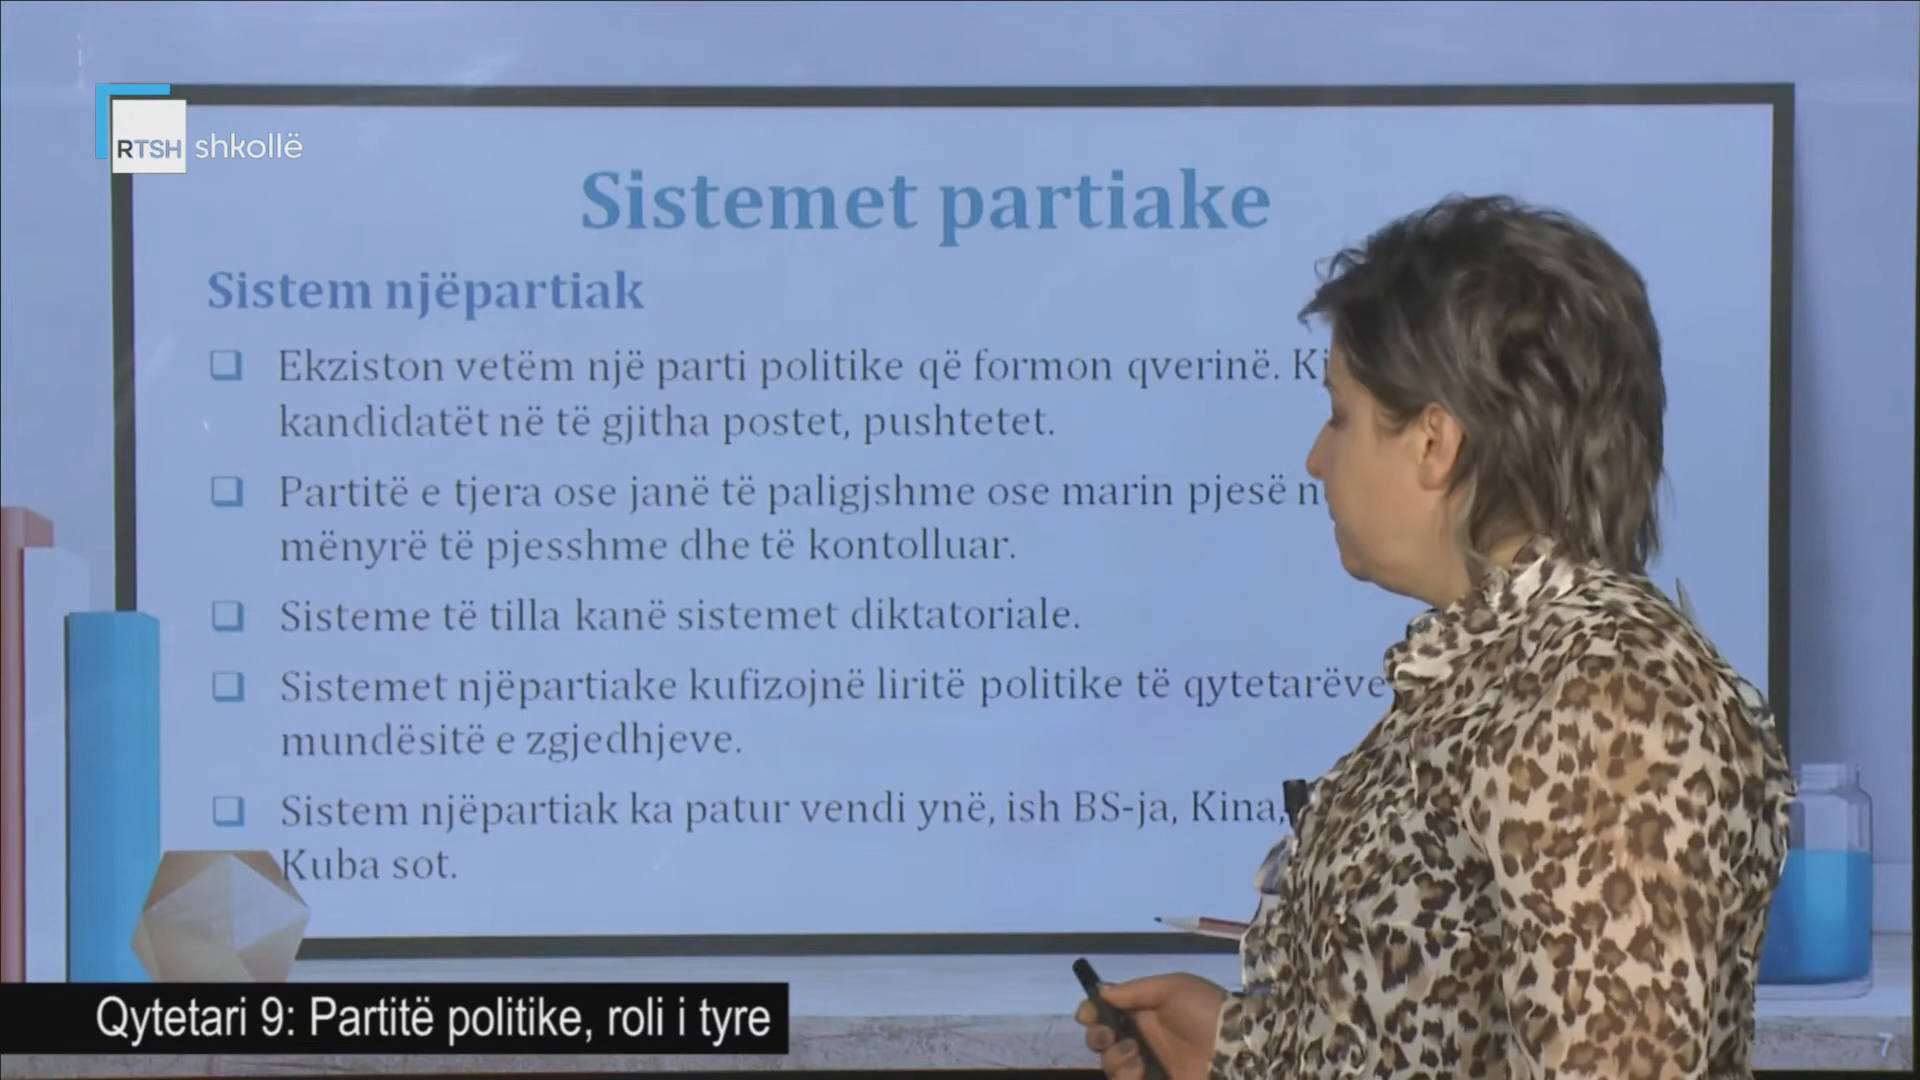 RTSH shkollë
Sistemet partiake
Sistem njëpartiak
Ekziston vetëm një parti politike që formon qverinë.
kandidatët në të gjitha postet, pushtetet.
Partitë e tjera ose janë të paligjshme ose marin pjesë
mënyrë të pjesshme dhe të kontolluar.
Sisteme të tilla kanë sistemet diktatoriale.
Sistemet njëpartiake kufizojnë liritë politike të qytetarëve
mundësitë e zgjedhjeve.
Sistem njëpartiak ka patur vendi ynë, ish BS-ja, Kina,
Kuba sot.
Qytetari 9: Partitë politike, roli i tyre
7